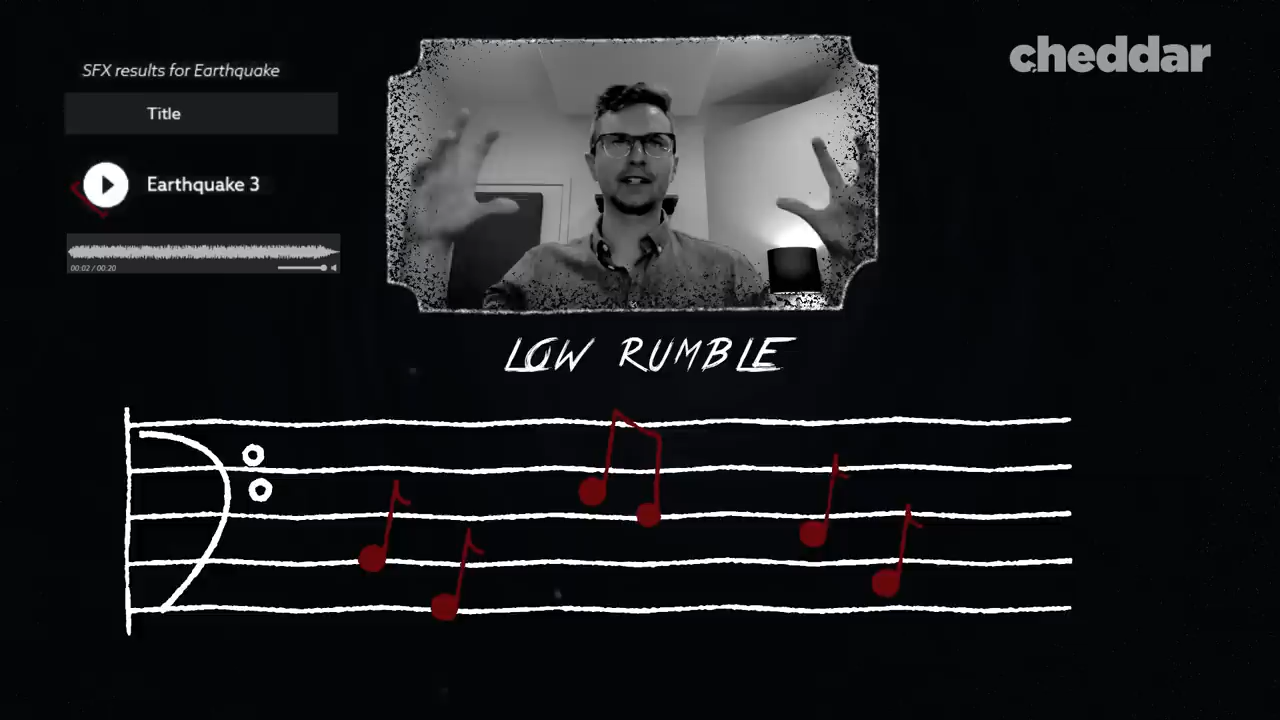 SFX results for Earthquake
Title
Earthquake 3
00:02 / 00:20
cheddar
LOW RUMBLE